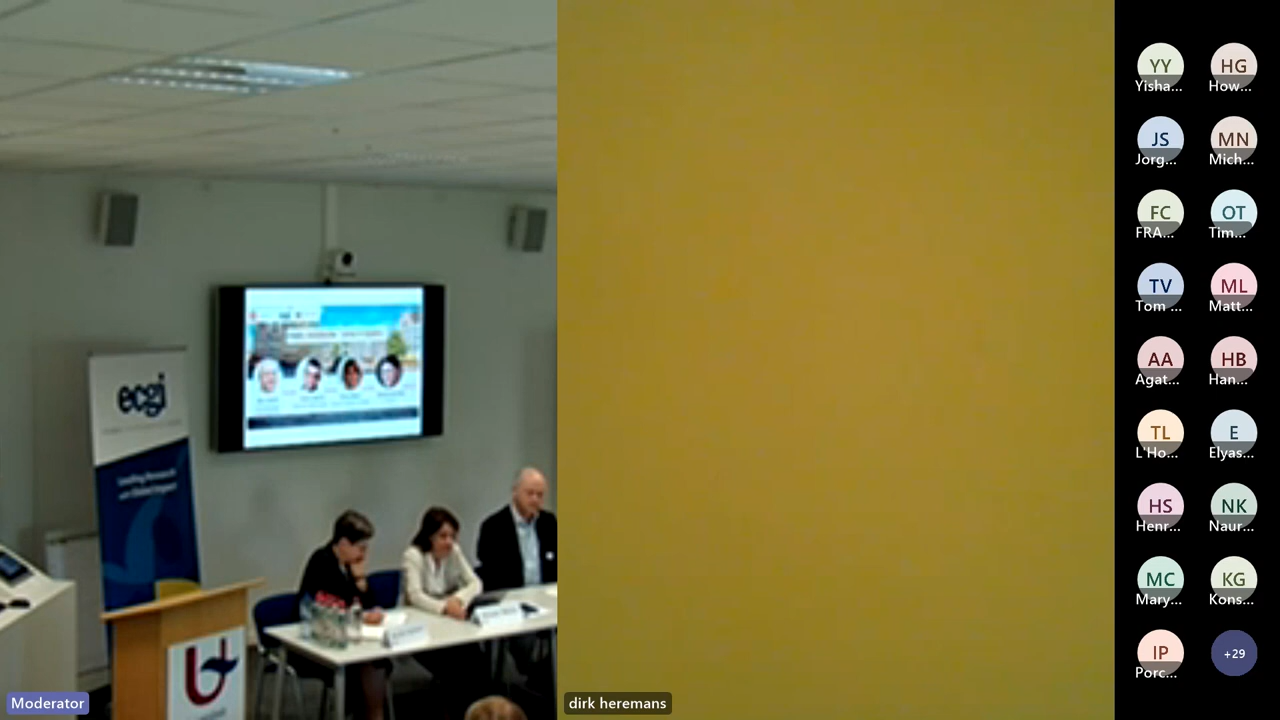 ecgi
Moderator
dirk heremans
YY
HG
Yisha...
How...
JS
MN
Jorg...
Mich...
FC
OT
FRA...
Tim...
TV
ML
Tom ...
Matt...
AA
HB
Agat...
Han...
TL
E
L'Ho...
Elyas...
HS
NK
Henr...
Naur...
MC
KG
Mary...
Kons...
IP
+29
Porc...